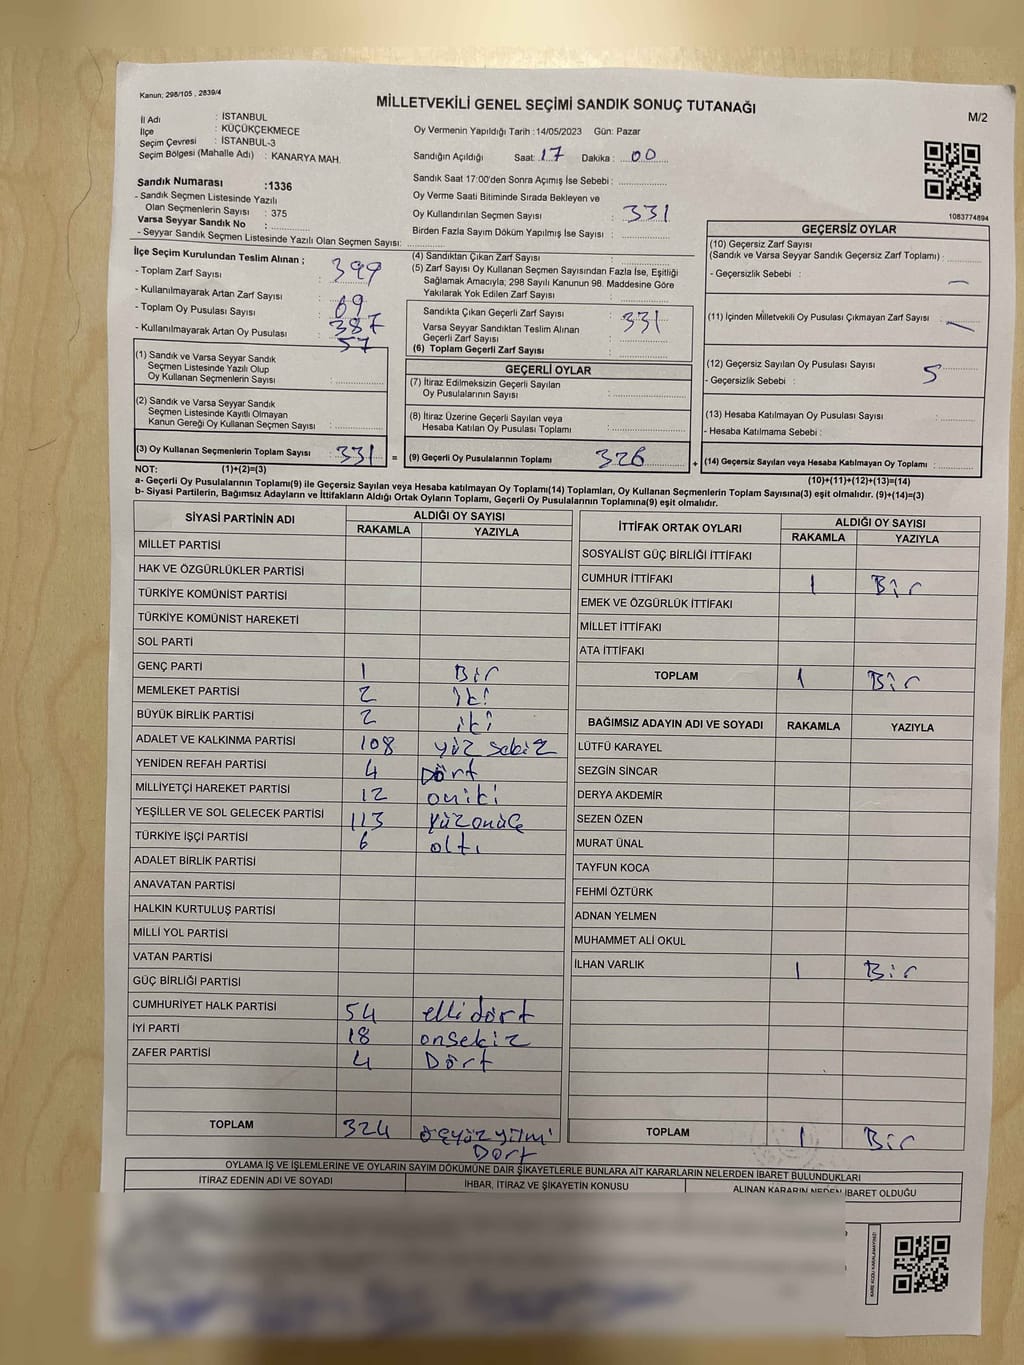 Kanun; 298/105 , 2839/4
MİLLETVEKİLİ GENEL SEÇİMİ SANDIK SONUÇ TUTANAĞI
M/2
İl Adı : İSTANBUL
İlçe : KÜÇÜKÇEKMECE
Seçim Çevresi : İSTANBUL-3
Seçim Bölgesi (Mahalle Adı) : KANARYA MAH.
Oy Vermenin Yapıldığı Tarih :14/05/2023 Gün: Pazar
Sandığın Açıldığı Saat: 17 Dakika : 00
Sandık Saat 17:00'den Sonra Açımış İse Sebebi :
Oy Verme Saati Bitiminde Sırada Bekleyen ve
Oy Kullandırılan Seçmen Sayısı : 331
Birden Fazla Sayım Döküm Yapılmış İse Sayısı :
1083774894
Sandık Numarası :1336
- Sandık Seçmen Listesinde Yazılı
Olan Seçmenlerin Sayısı : 375
Varsa Seyyar Sandık No :
- Seyyar Sandık Seçmen Listesinde Yazılı Olan Seçmen Sayısı:
İlçe Seçim Kurulundan Teslim Alınan ;
- Toplam Zarf Sayısı : 399
- Kullanılmayarak Artan Zarf Sayısı : 69
- Toplam Oy Pusulası Sayısı : 387
- Kullanılmayarak Artan Oy Pusulası : 57
(1) Sandık ve Varsa Seyyar Sandık
Seçmen Listesinde Yazılı Olup
Oy Kullanan Seçmenlerin Sayısı :
(2) Sandık ve Varsa Seyyar Sandık
Seçmen Listesinde Kayıtlı Olmayan
Kanun Gereği Oy Kullanan Seçmen Sayısı :
(3) Oy Kullanan Seçmenlerin Toplam Sayısı : 331 =
(4) Sandıktan Çıkan Zarf Sayısı :
(5) Zarf Sayısı Oy Kullanan Seçmen Sayısından Fazla İse, Eşitliği
Sağlamak Amacıyla; 298 Sayılı Kanunun 98. Maddesine Göre
Yakılarak Yok Edilen Zarf Sayısı :
Sandıkta Çıkan Geçerli Zarf Sayısı : 331
Varsa Seyyar Sandıktan Teslim Alınan
Geçerli Zarf Sayısı :
(6) Toplam Geçerli Zarf Sayısı :
GEÇERLİ OYLAR
(7) İtiraz Edilmeksizin Geçerli Sayılan
Oy Pusulalarının Sayısı :
(8) İtiraz Üzerine Geçerli Sayılan veya
Hesaba Katılan Oy Pusulası Toplamı :
(9) Geçerli Oy Pusulalarının Toplamı : 326 +
GEÇERSİZ OYLAR
(10) Geçersiz Zarf Sayısı
(Sandık ve Varsa Seyyar Sandık Geçersiz Zarf Toplamı) :
- Geçersizlik Sebebi : —
(11) İçinden Milletvekili Oy Pusulası Çıkmayan Zarf Sayısı : —
(12) Geçersiz Sayılan Oy Pusulası Sayısı : 5
- Geçersizlik Sebebi :
(13) Hesaba Katılmayan Oy Pusulası Sayısı :
- Hesaba Katılmama Sebebi :
(14) Geçersiz Sayılan veya Hesaba Katılmayan Oy Toplamı :
NOT: (1)+(2)=(3)
(10)+(11)+(12)+(13)=(14)
a- Geçerli Oy Pusulalarının Toplamı(9) ile Geçersiz Sayılan veya Hesaba katılmayan Oy Toplamı(14) Toplamları, Oy Kullanan Seçmenlerin Toplam Sayısına(3) eşit olmalıdır. (9)+(14)=(3)
b- Siyasi Partilerin, Bağımsız Adayların ve İttifakların Aldığı Ortak Oyların Toplamı, Geçerli Oy Pusulalarının Toplamına(9) eşit olmalıdır.
SİYASİ PARTİNİN ADI ALDIĞI OY SAYISI
RAKAMLA YAZIYLA
MİLLET PARTİSİ
HAK VE ÖZGÜRLÜKLER PARTİSİ
TÜRKİYE KOMÜNİST PARTİSİ
TÜRKİYE KOMÜNİST HAREKETİ
SOL PARTİ
GENÇ PARTİ 1 Bir
MEMLEKET PARTİSİ 2 iki
BÜYÜK BİRLİK PARTİSİ 2 iki
ADALET VE KALKINMA PARTİSİ 108 yüz sekiz
YENİDEN REFAH PARTİSİ 4 Dört
MİLLİYETÇİ HAREKET PARTİSİ 12 oniki
YEŞİLLER VE SOL GELECEK PARTİSİ 113 yüzonüç
TÜRKİYE İŞÇİ PARTİSİ 6 altı
ADALET BİRLİK PARTİSİ
ANAVATAN PARTİSİ
HALKIN KURTULUŞ PARTİSİ
MİLLİ YOL PARTİSİ
VATAN PARTİSİ
GÜÇ BİRLİĞİ PARTİSİ
CUMHURİYET HALK PARTİSİ 54 elli dört
İYİ PARTİ 18 onsekiz
ZAFER PARTİSİ 4 Dört
TOPLAM 324 üçyüz yirmi
Dört
İTTİFAK ORTAK OYLARI ALDIĞI OY SAYISI
RAKAMLA YAZIYLA
SOSYALİST GÜÇ BİRLİĞİ İTTİFAKI
CUMHUR İTTİFAKI 1 Bir
EMEK VE ÖZGÜRLÜK İTTİFAKI
MİLLET İTTİFAKI
ATA İTTİFAKI
TOPLAM 1 Bir
BAĞIMSIZ ADAYIN ADI VE SOYADI RAKAMLA YAZIYLA
LÜTFÜ KARAYEL
SEZGİN SİNCAR
DERYA AKDEMİR
SEZEN ÖZEN
MURAT ÜNAL
TAYFUN KOCA
FEHMİ ÖZTÜRK
ADNAN YELMEN
MUHAMMET ALİ OKUL
İLHAN VARLIK 1 Bir
TOPLAM 1 Bir
OYLAMA İŞ VE İŞLEMLERİNE VE OYLARIN SAYIM DÖKÜMÜNE DAİR ŞİKAYETLERLE BUNLARA AİT KARARLARIN NELERDEN İBARET BULUNDUKLARI
İTİRAZ EDENİN ADI VE SOYADI İHBAR, İTİRAZ VE ŞİKAYETİN KONUSU ALINAN KARARIN NEDEN İBARET OLDUĞU
KARE KODU KARALAMAYINIZ!